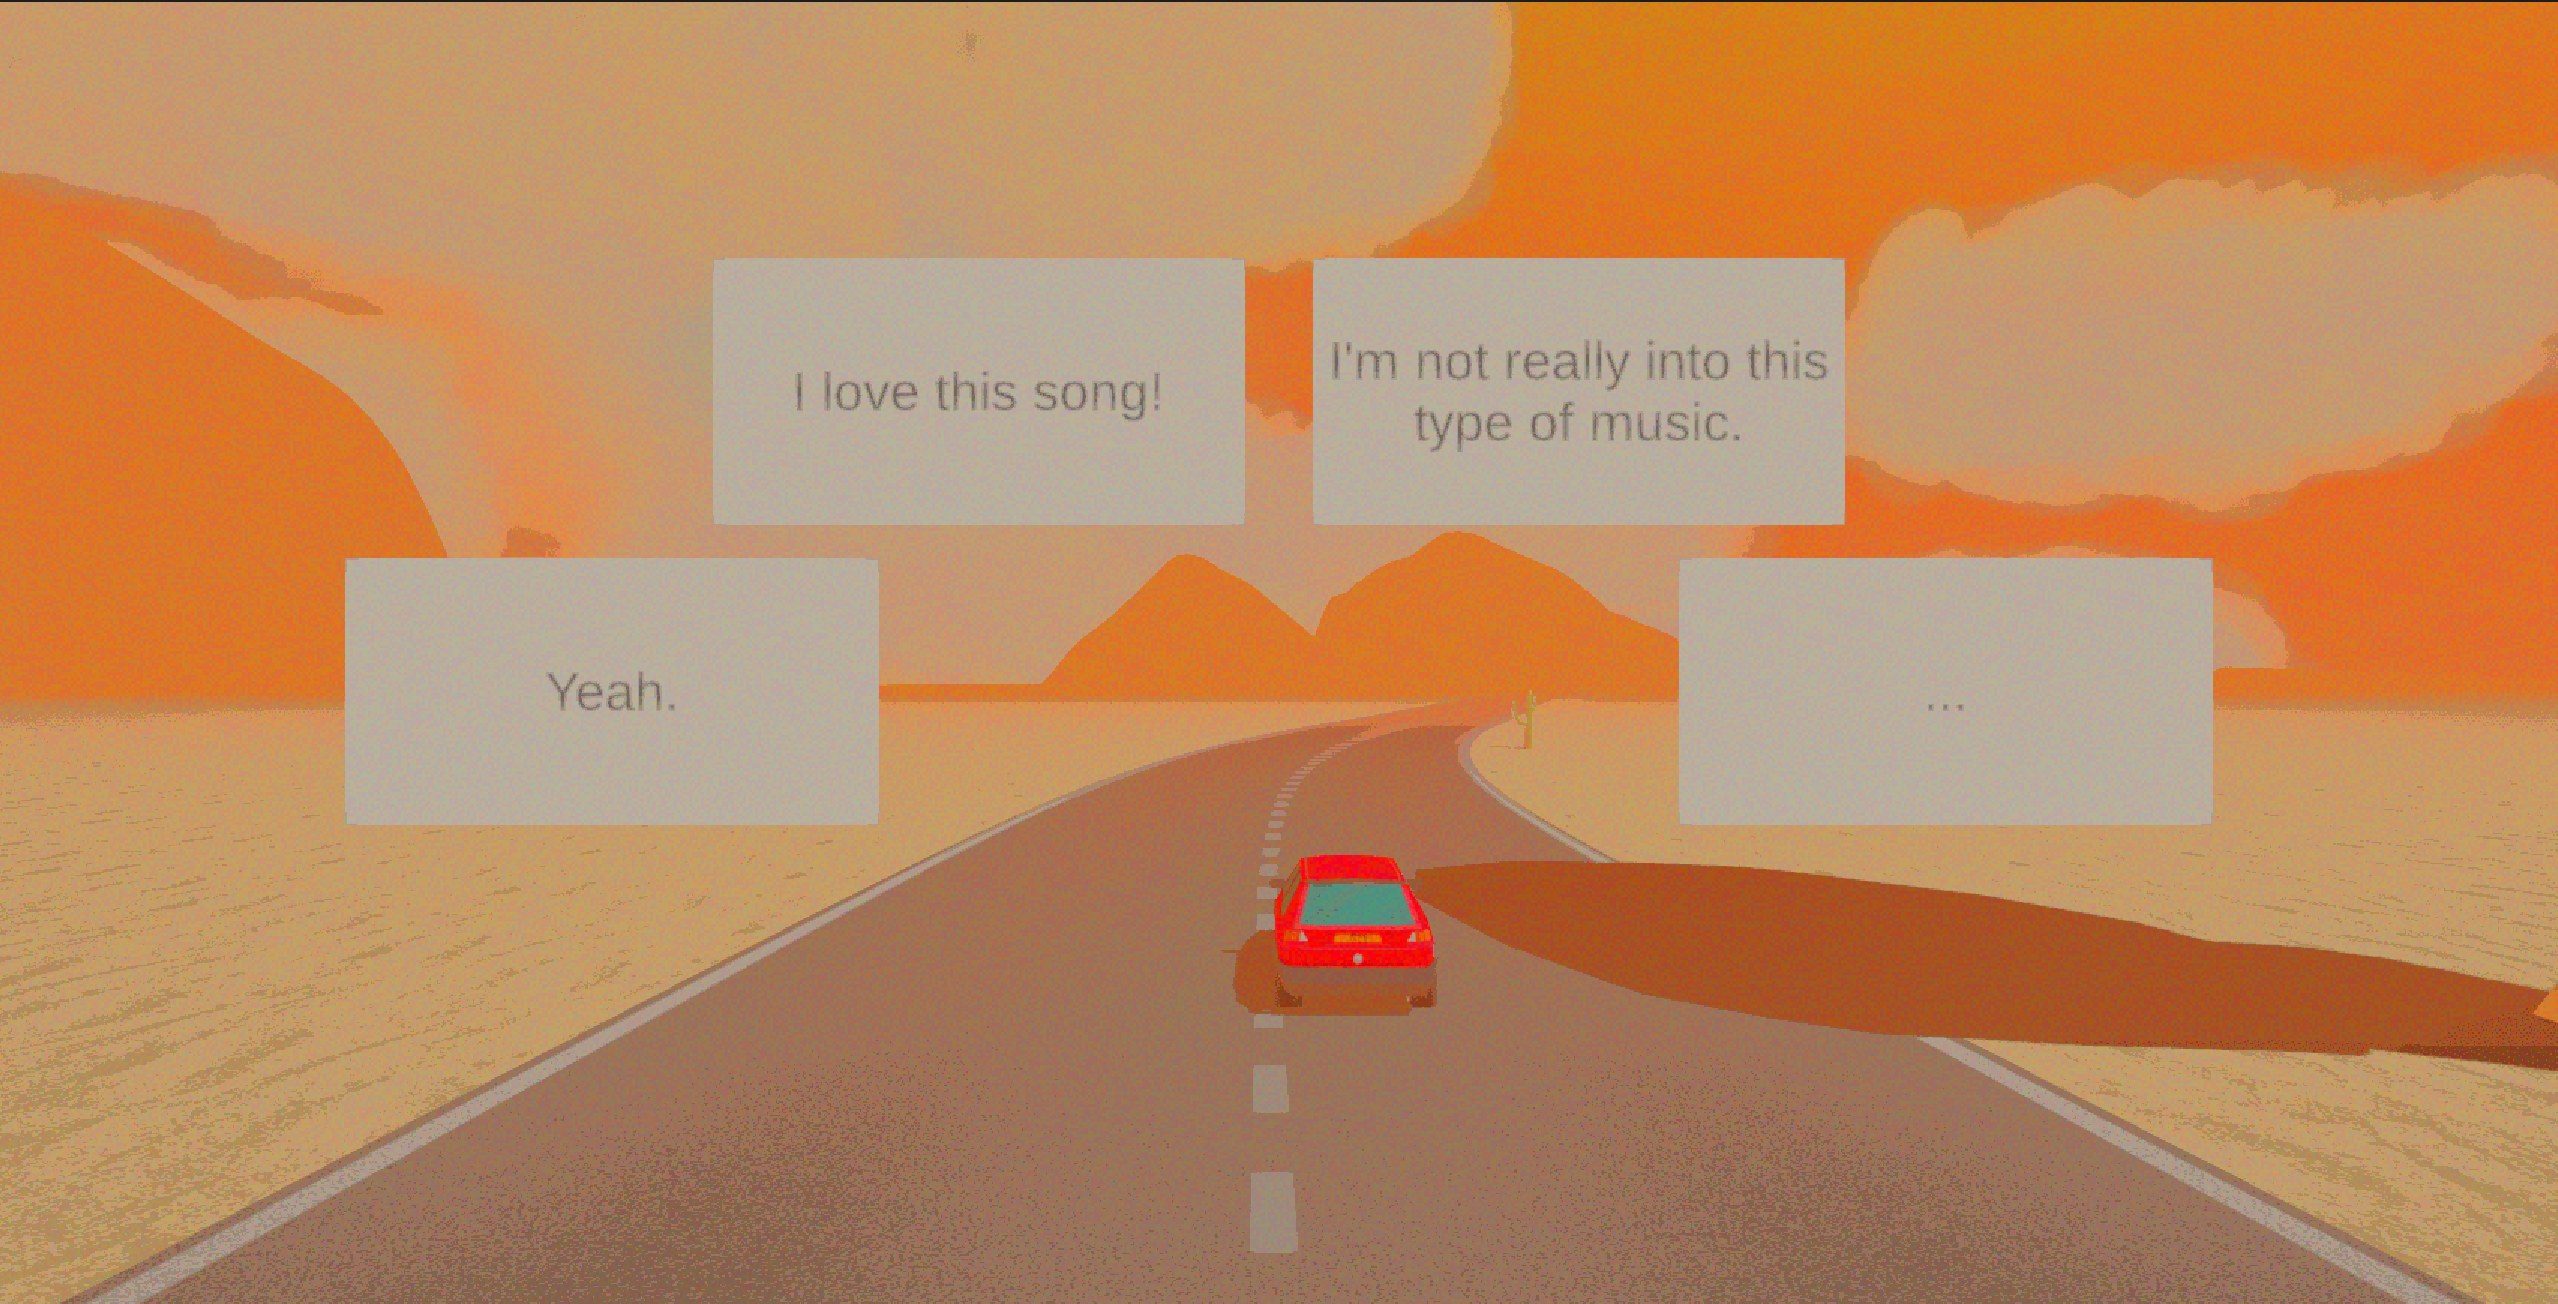 I love this song!
I'm not really into this
type of music.
Yeah.
...